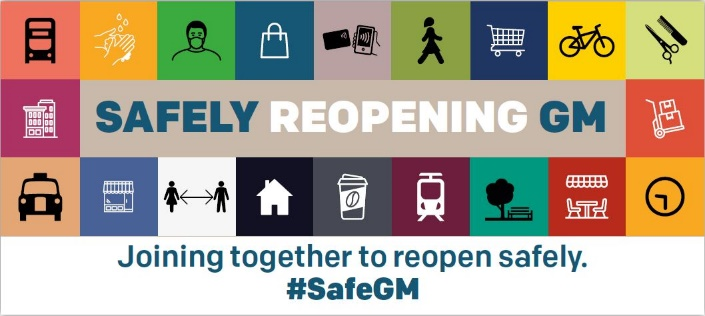 SAFELY REOPENING GM
Joining together to reopen safely.
#SafeGM